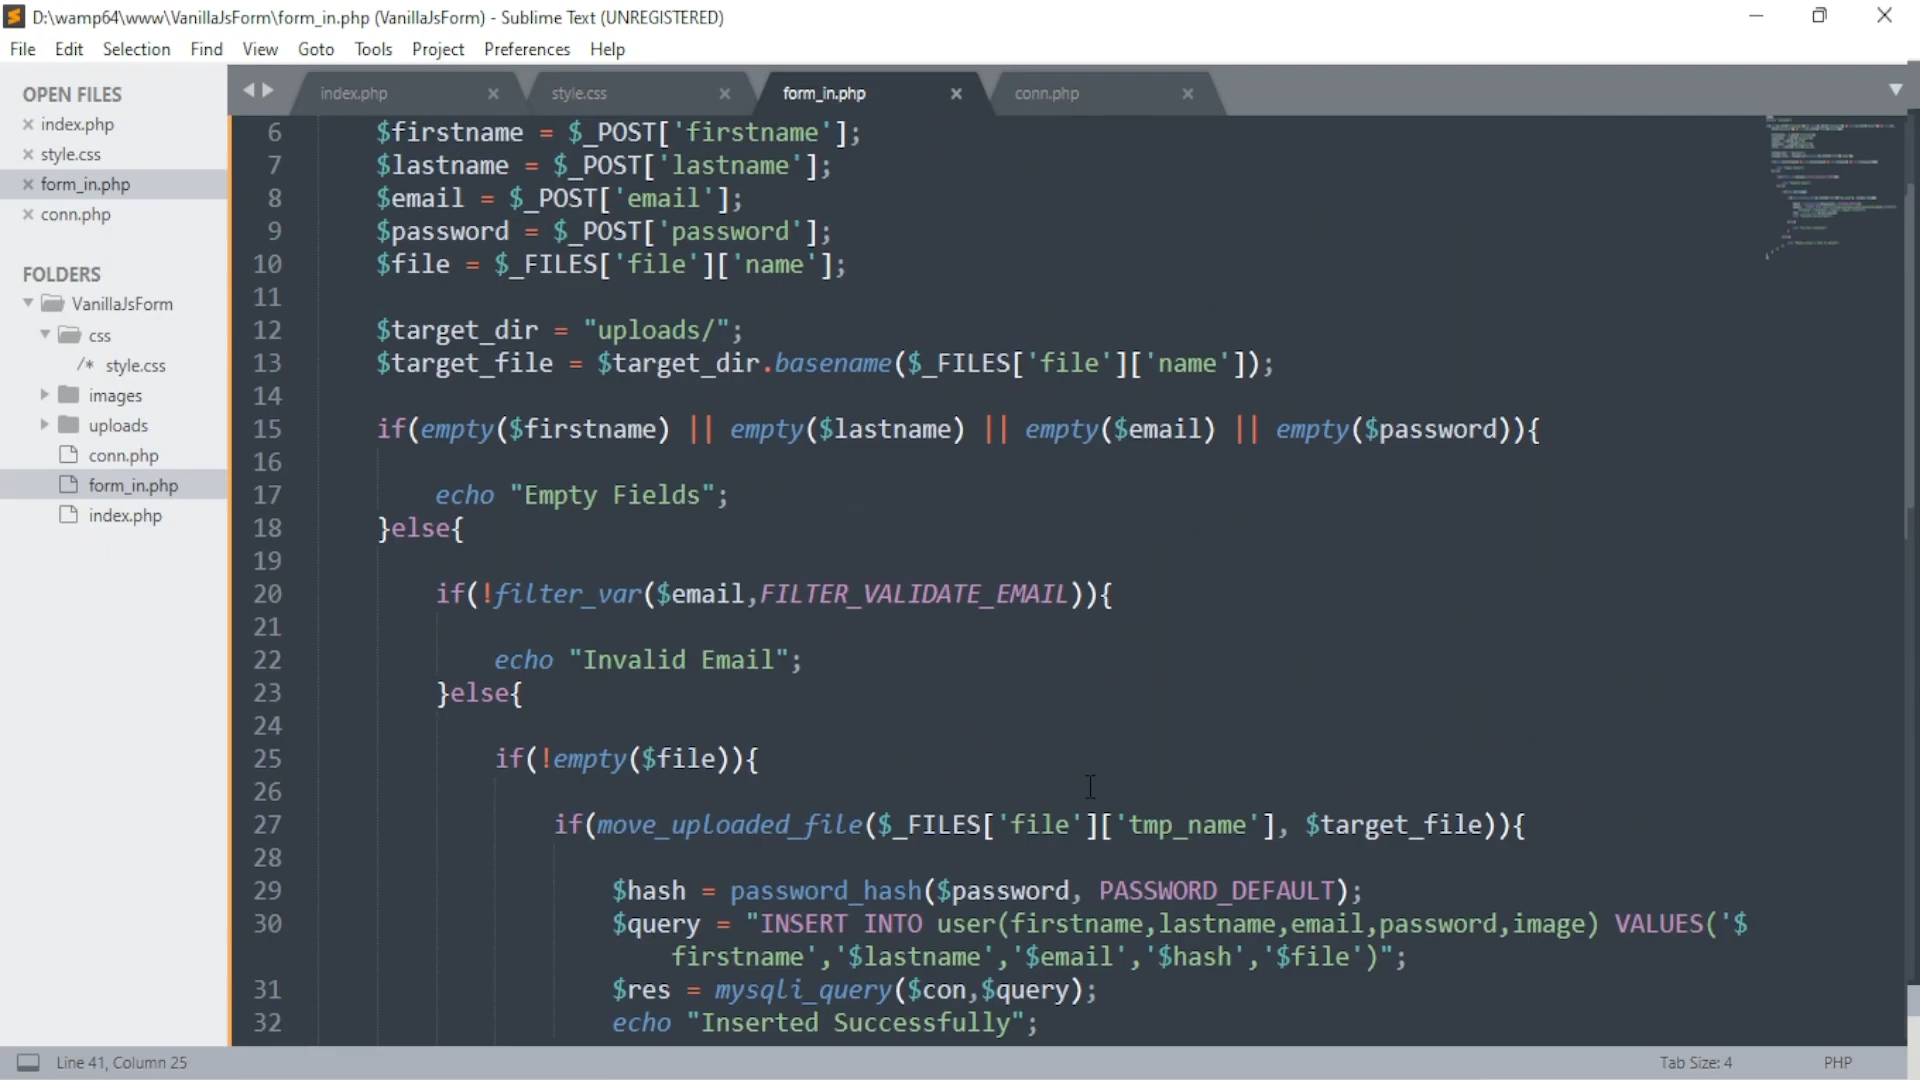 D:\wamp64\www\VanillaJsForm\form_in.php (VanillaJsForm) - Sublime Text (UNREGISTERED)
File Edit Selection Find View Goto Tools Project Preferences Help
OPEN FILES
index.php
style.css
form_in.php
conn.php
FOLDERS
VanillaJsForm
css
/* style.css
images
uploads
conn.php
form_in.php
index.php
index.php style.css form_in.php conn.php
6 $firstname = $_POST['firstname'];
7 $lastname = $_POST['lastname'];
8 $email = $_POST['email'];
9 $password = $_POST['password'];
10 $file = $_FILES['file']['name'];
11
12 $target_dir = "uploads/";
13 $target_file = $target_dir.basename($_FILES['file']['name']);
14
15 if(empty($firstname) || empty($lastname) || empty($email) || empty($password)){
16
17 echo "Empty Fields";
18 }else{
19
20 if(!filter_var($email,FILTER_VALIDATE_EMAIL)){
21
22 echo "Invalid Email";
23 }else{
24
25 if(!empty($file)){
26
27 if(move_uploaded_file($_FILES['file']['tmp_name'], $target_file)){
28
29 $hash = password_hash($password, PASSWORD_DEFAULT);
30 $query = "INSERT INTO user(firstname,lastname,email,password,image) VALUES('$
firstname','$lastname','$email','$hash','$file')";
31 $res = mysqli_query($con,$query);
32 echo "Inserted Successfully";
Line 41, Column 25 Tab Size: 4 PHP